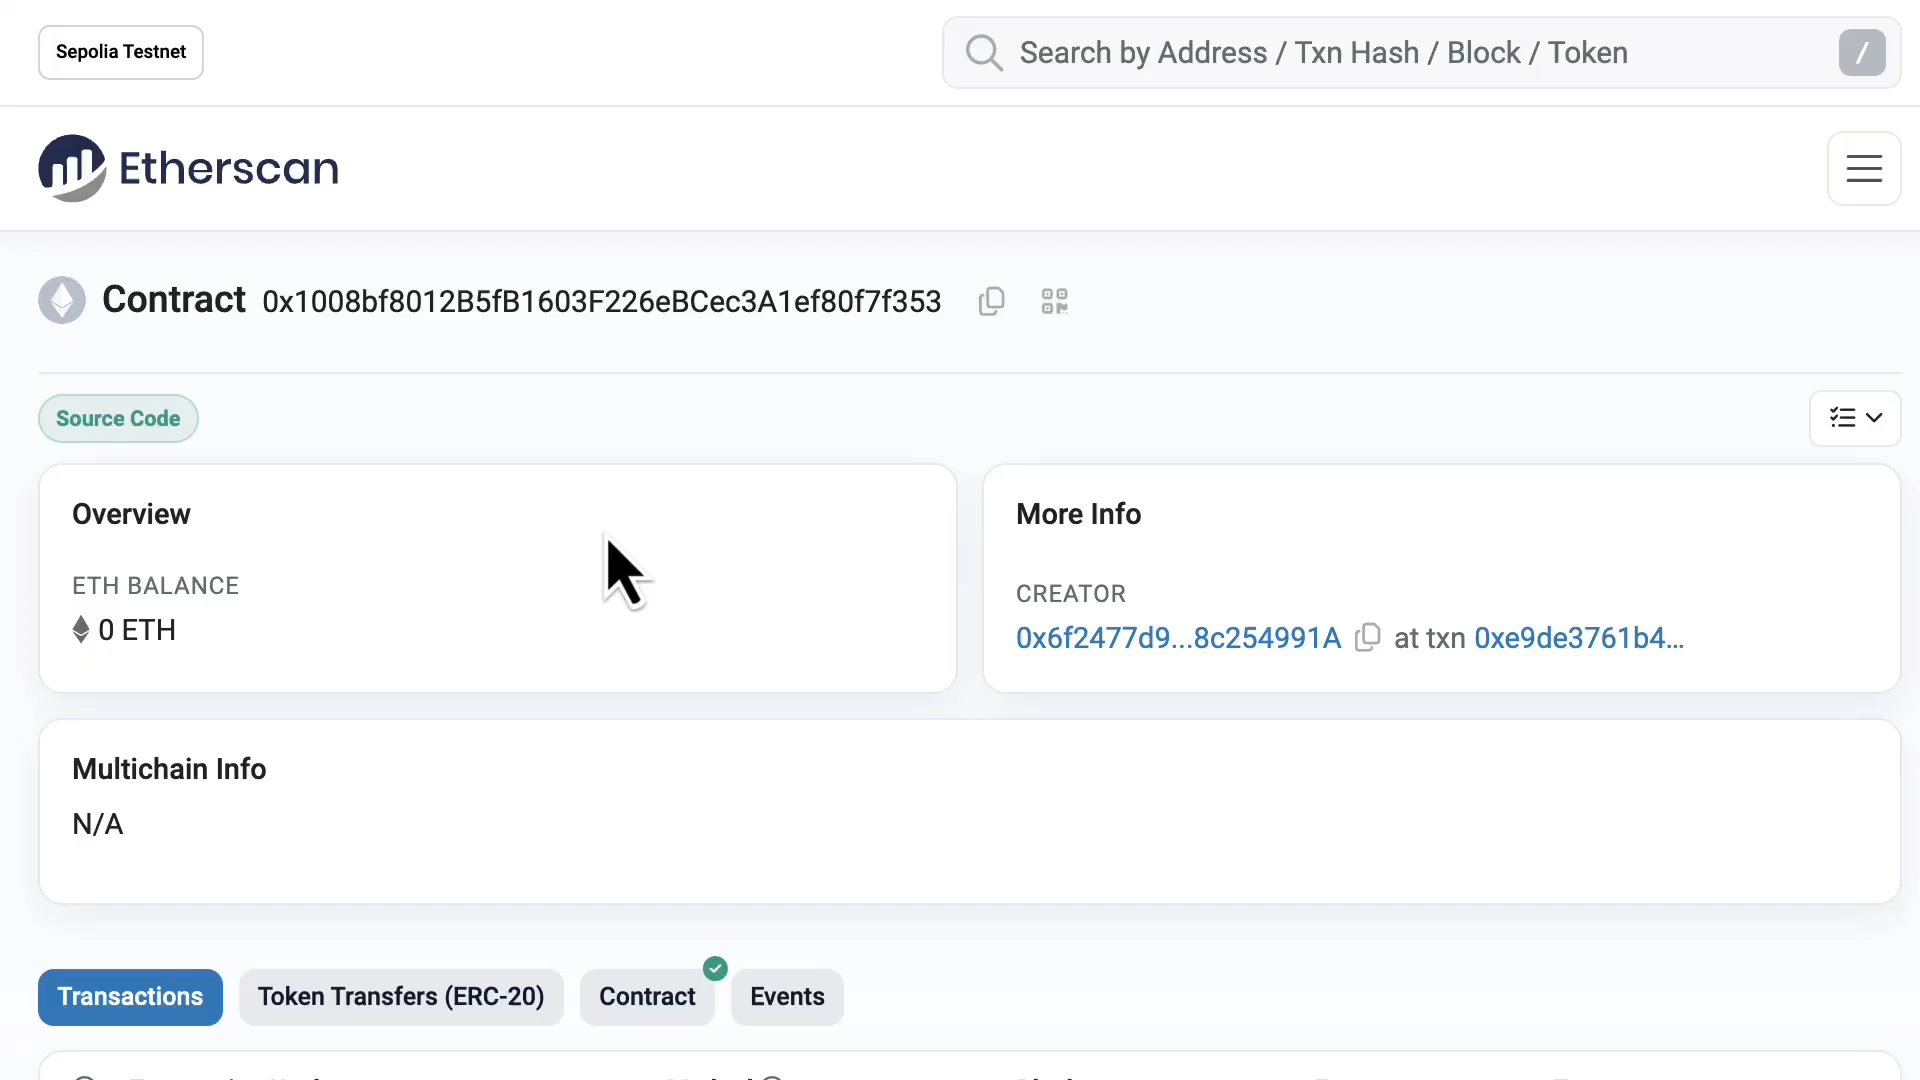 Sepolia Testnet
Search by Address / Txn Hash / Block / Token
/
Etherscan
Contract 0x1008bf8012B5fB1603F226eBCec3A1ef80f7f353
Source Code
Overview
ETH BALANCE
0 ETH
More Info
CREATOR
0x6f2477d9...8c254991A at txn 0xe9de3761b4...
Multichain Info
N/A
Transactions
Token Transfers (ERC-20)
Contract
Events